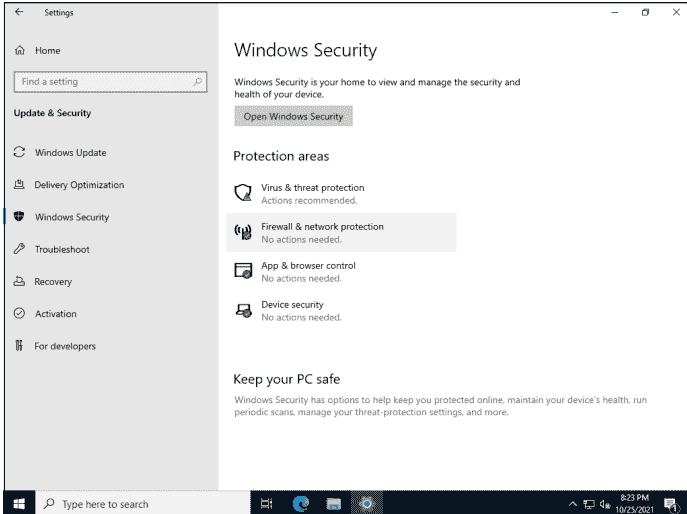 Settings
Home
Find a setting
Update & Security
Windows Update
Delivery Optimization
Windows Security
Troubleshoot
Recovery
Activation
For developers
Windows Security
Windows Security is your home to view and manage the security and
health of your device.
Open Windows Security
Protection areas
Virus & threat protection
Actions recommended.
Firewall & network protection
No actions needed.
App & browser control
No actions needed.
Device security
No actions needed.
Keep your PC safe
Windows Security has options to help keep you protected online, maintain your device's health, run
periodic scans, manage your threat-protection settings, and more.
Type here to search
8:23 PM
10/25/2021
1